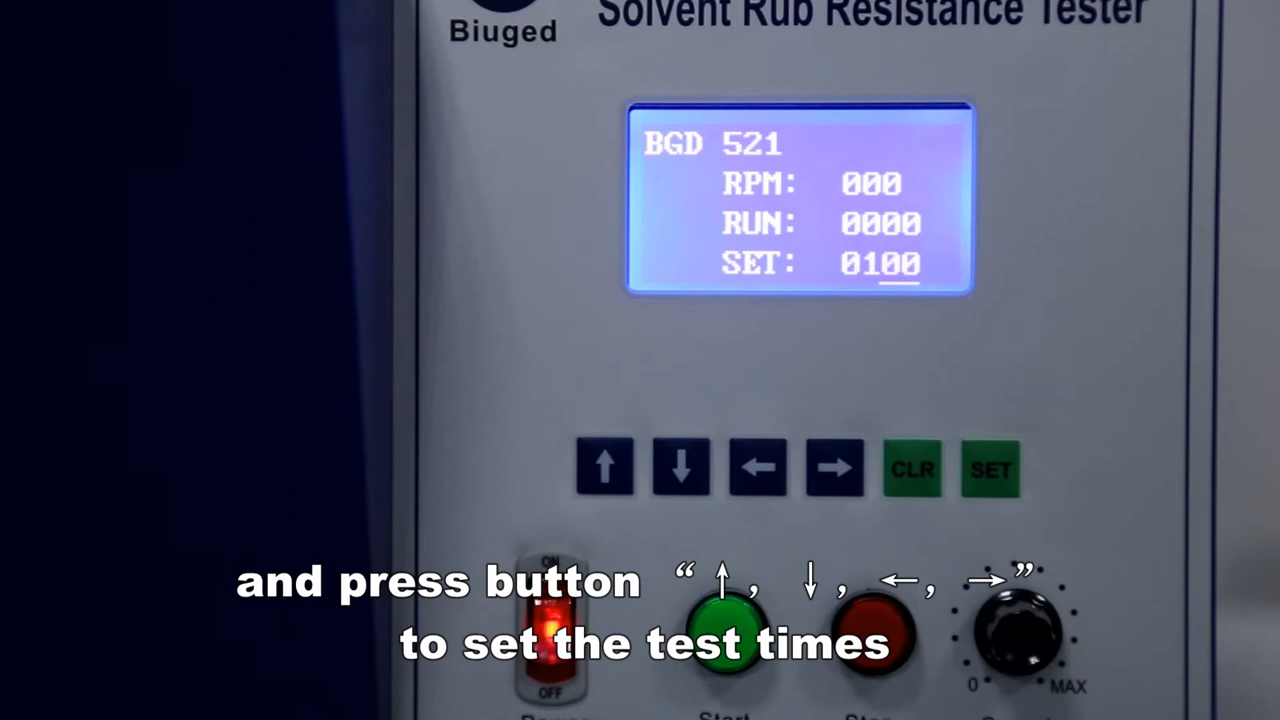 Biuged
Solvent Rub Resistance Tester
BGD 521
RPM: 000
RUN: 0000
SET: 0100
↑ ↓ ← → CLR SET
and press button “↑, ↓, ←, →”
to set the test times
ON
OFF
0 MAX
Start